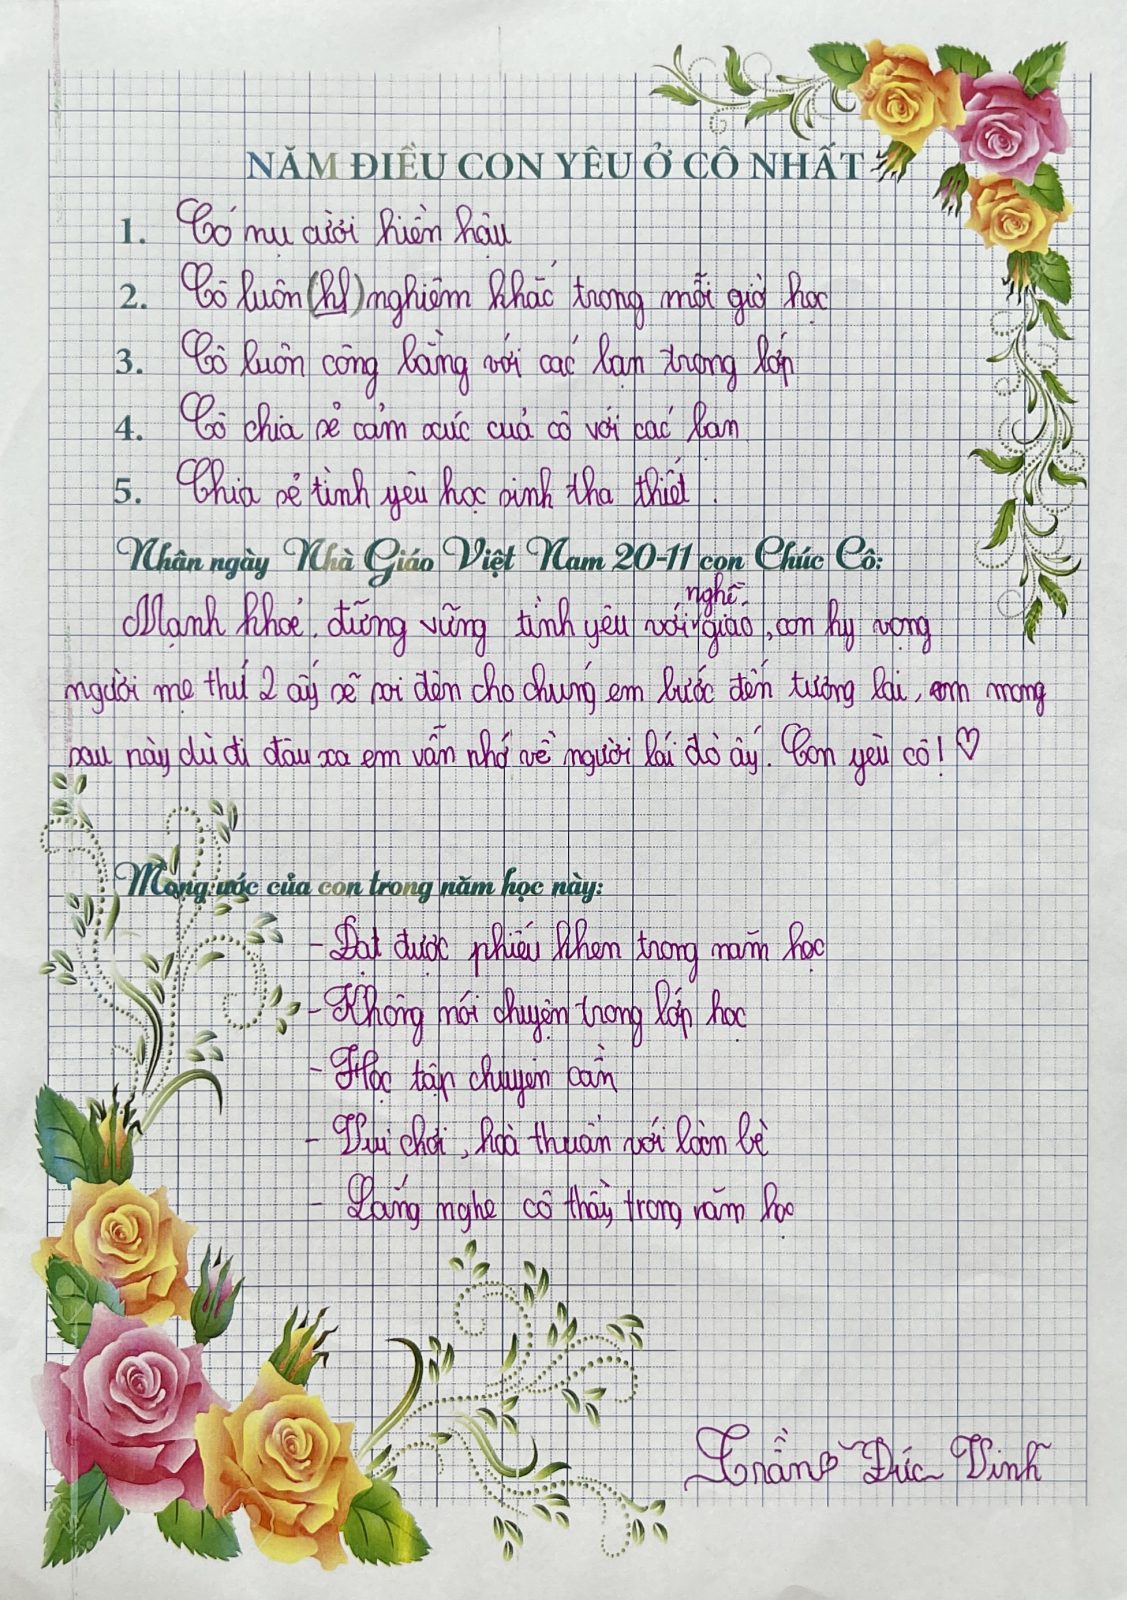 NĂM ĐIỀU CON YÊU Ở CÔ NHẤT
1. Có nụ cười hiền hậu
2. Cô luôn (hl) nghiêm khắc trong mỗi giờ học
3. Cô luôn công bằng với các bạn trong lớp
4. Cô chia sẻ cảm xúc cuả cô với các bạn
5. Chia sẻ tình yêu học sinh tha thiết.
Nhân ngày Nhà Giáo Việt Nam 20-11 con Chúc Cô:
nghề
Mạnh khoẻ, đững vững tình yêu với giáo, con hy vọng
người mẹ thứ 2 ấy sẽ soi đèn cho chúng em bước đến tương lai, em mong
sau này dù đi đâu xa em vẫn nhớ về người lái đò ấy. Con yêu cô! ♡
Mong ước của con trong năm học này:
- Đạt được phiếu khen trong năm học
- Không nói chuyện trong lớp học
- Học tập chuyên cần
- Vui chơi, hoà thuận với bạn bè
- Lắng nghe cô thầy trong năm học
Trần Đức Vinh